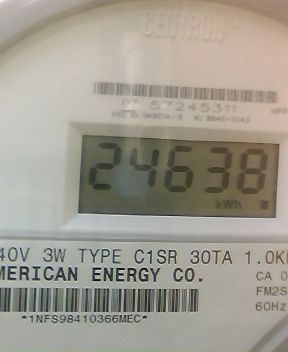 CENTRON
07 57245311
24638
kWh
40V 3W TYPE C1SR 30TA 1.0K
MERICAN ENERGY CO.
CA 0
FM2S
60Hz
*1NFS98410366MEC*